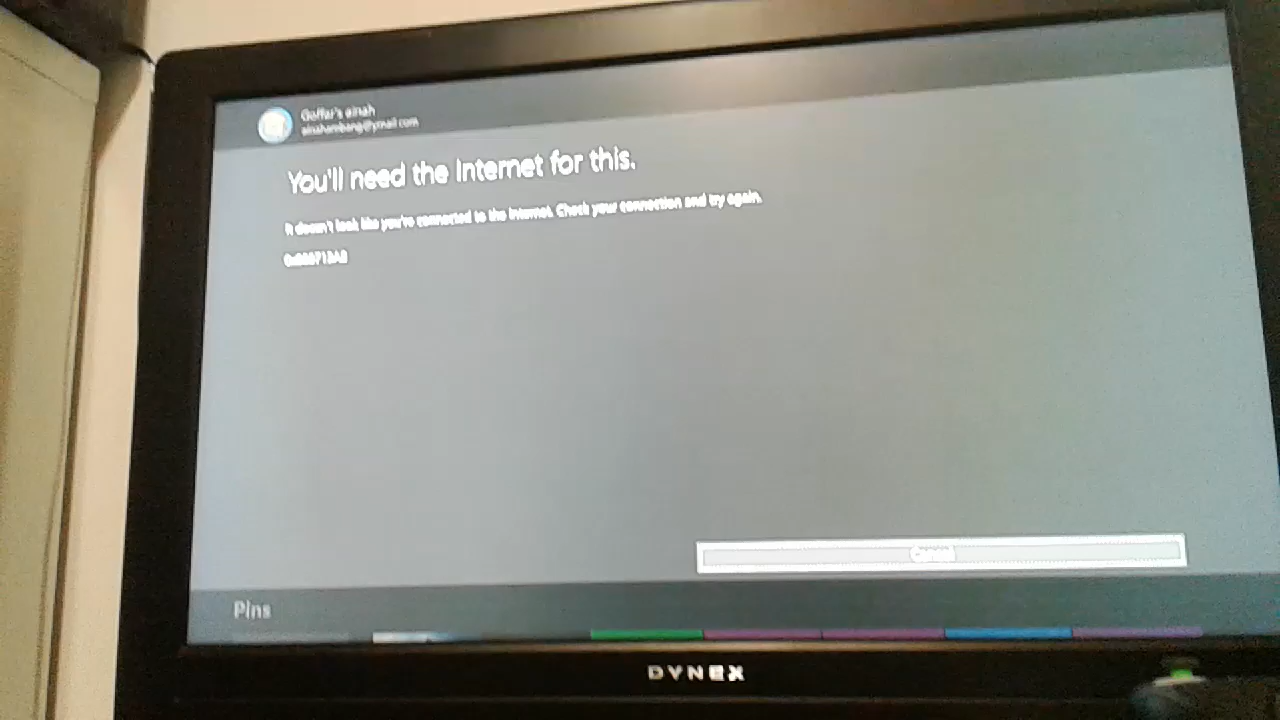 You'll need the Internet for this.
It doesn't look like you're connected to the Internet. Check your connection and try again.
Cancel
Pins
DYNEX